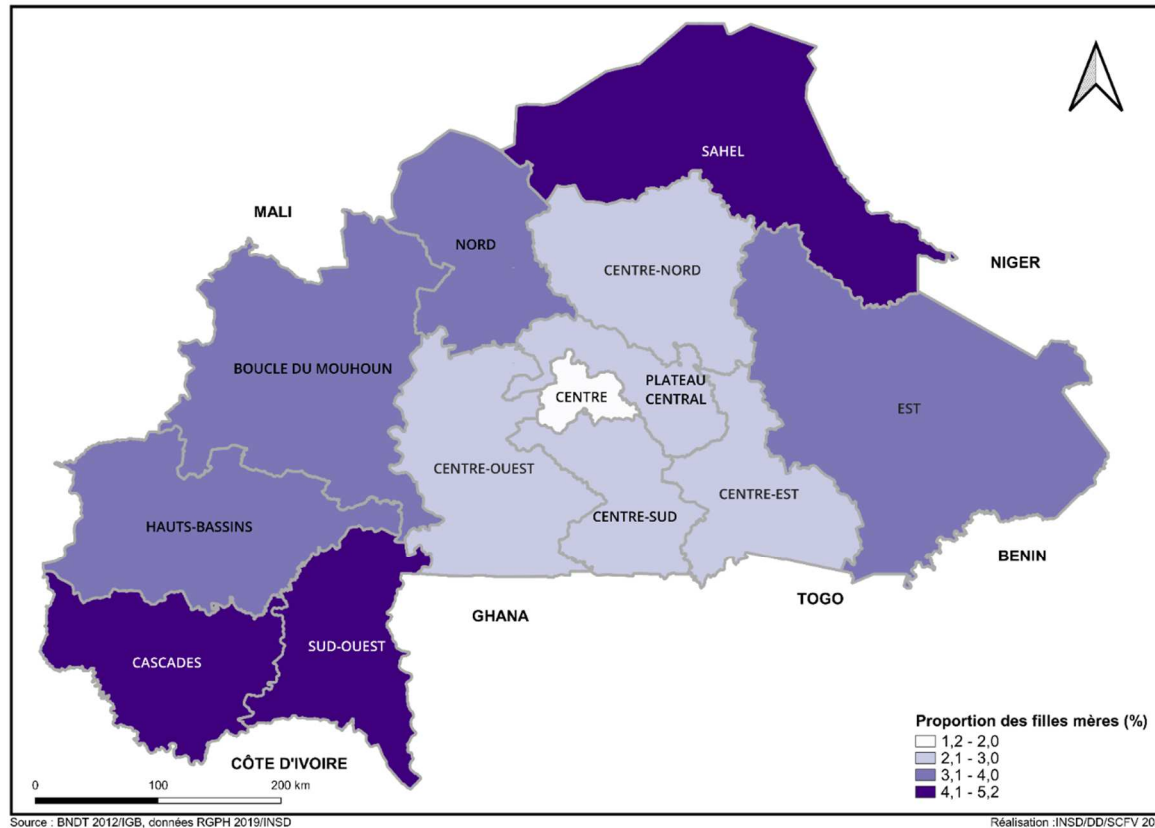 SAHEL
MALI
NORD
CENTRE-NORD
NIGER
BOUCLE DU MOUHOUN
PLATEAU
CENTRAL
CENTRE
EST
CENTRE-OUEST
CENTRE-EST
HAUTS-BASSINS
CENTRE-SUD
BENIN
TOGO
GHANA
SUD-OUEST
CASCADES
CÔTE D'IVOIRE
Proportion des filles mères (%)
1,2 - 2,0
2,1 - 3,0
3,1 - 4,0
4,1 - 5,2
0 100 200 km
Source : BNDT 2012/IGB, données RGPH 2019/INSD
Réalisation :INSD/DD/SCFV 20